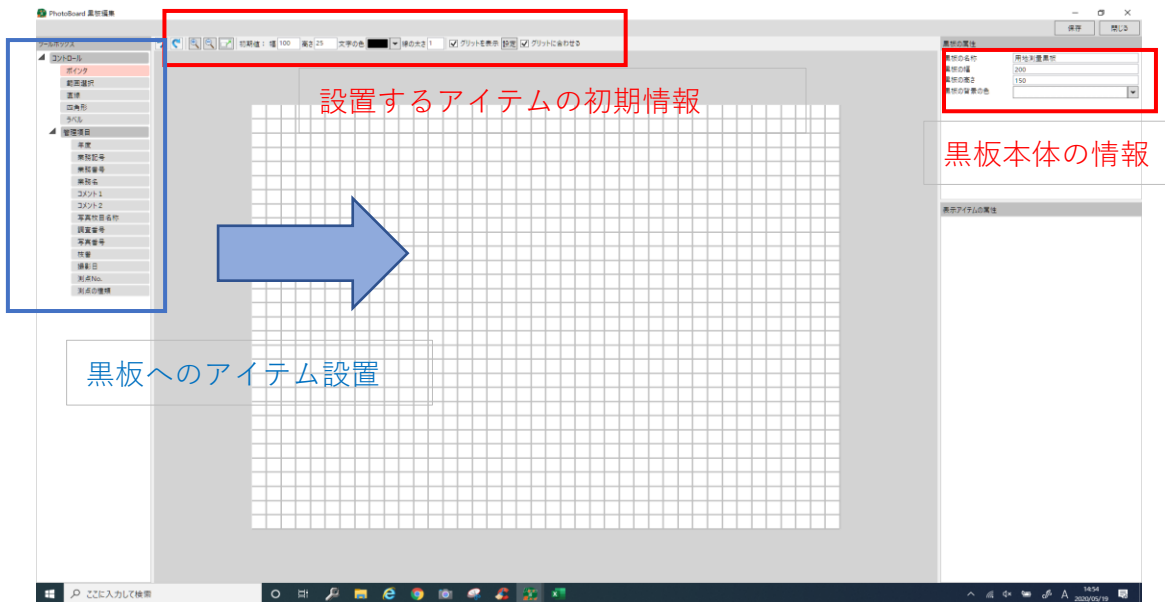 PhotoBoard 黒板編集
保存 閉じる
ツールボックス
初期値： 幅 100 高さ 25 文字の色 線の太さ 1 グリットを表示 設定 グリットに合わせる
コントロール
ポインタ
範囲選択
直線
四角形
ラベル
管理項目
年度
業務記号
業務番号
業務名
コメント1
コメント2
写真枚目名称
調査番号
写真番号
枝番
撮影日
測点No.
測点の種類
設置するアイテムの初期情報
黒板へのアイテム設置
黒板の属性
黒板の名称 用地測量黒板
黒板の幅 200
黒板の高さ 150
黒板の背景の色
黒板本体の情報
表示アイテムの属性
ここに入力して検索
A 14:54
2020/05/19